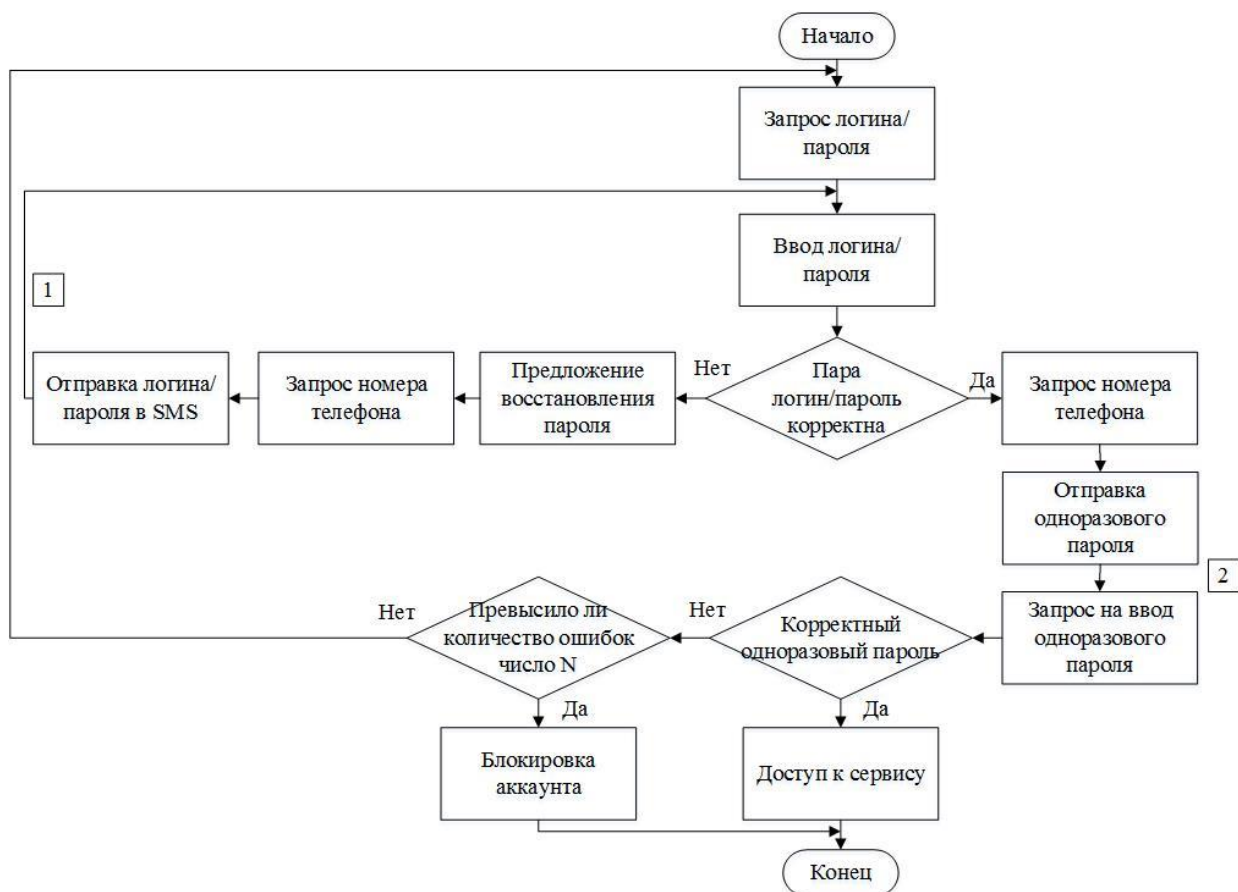 Начало
Запрос логина/
пароля
Ввод логина/
пароля
1
Нет
Да
Отправка логина/
пароля в SMS
Запрос номера
телефона
Предложение
восстановления
пароля
Пара
логин/пароль
корректна
Запрос номера
телефона
Отправка
одноразового
пароля
2
Нет
Превысило ли
количество ошибок
число N
Нет
Корректный
одноразовый пароль
Запрос на ввод
одноразового
пароля
Да
Да
Блокировка
аккаунта
Доступ к сервису
Конец